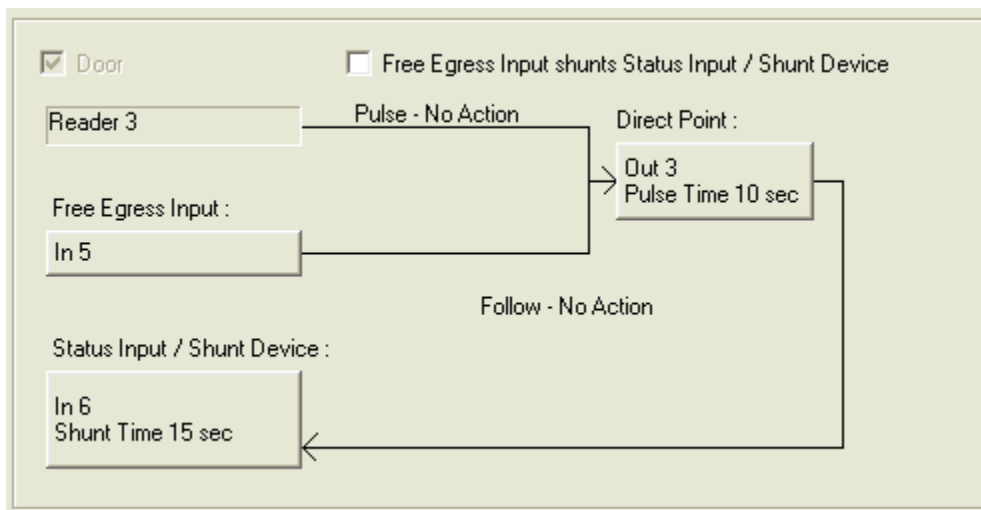 Door
Free Egress Input shunts Status Input / Shunt Device
Reader 3
Pulse - No Action
Direct Point :
Out 3
Pulse Time 10 sec
Free Egress Input :
In 5
Follow - No Action
Status Input / Shunt Device :
In 6
Shunt Time 15 sec